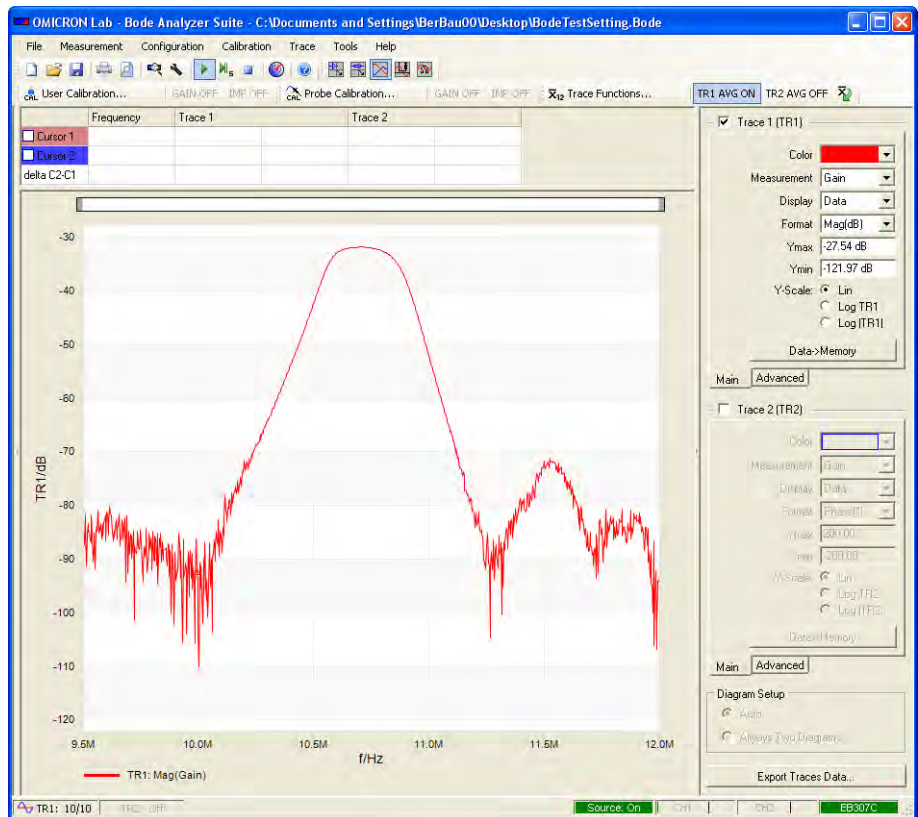 OMICRON Lab - Bode Analyzer Suite - C:\Documents and Settings\BerBau00\Desktop\BodeTestSetting.Bode
File Measurement Configuration Calibration Trace Tools Help
CAL User Calibration... GAIN OFF IMP OFF CAL Probe Calibration... GAIN OFF IMP OFF X12 Trace Functions... TR1 AVG ON TR2 AVG OFF
Frequency Trace 1 Trace 2
Cursor 1
Cursor 2
delta C2-C1
TR1/dB
-30
-40
-50
-60
-70
-80
-90
-100
-110
-120
9.5M 10.0M 10.5M 11.0M 11.5M 12.0M
f/Hz
TR1: Mag(Gain)
Trace 1 (TR1)
Color
Measurement Gain
Display Data
Format Mag(dB)
Ymax -27.54 dB
Ymin -121.97 dB
Y-Scale: Lin
Log TR1
Log |TR1|
Data->Memory
Main Advanced
Trace 2 (TR2)
Color
Measurement Gain
Display Data
Format Phase(°)
Ymax 200.00
Ymin -200.00
Y-Scale: Lin
Log TR2
Log |TR2|
Data->Memory
Main Advanced
Diagram Setup
Auto
Always Two Diagrams
Export Traces Data...
TR1: 10/10 TR2: Off Source: On CH1 CH2 EB307C